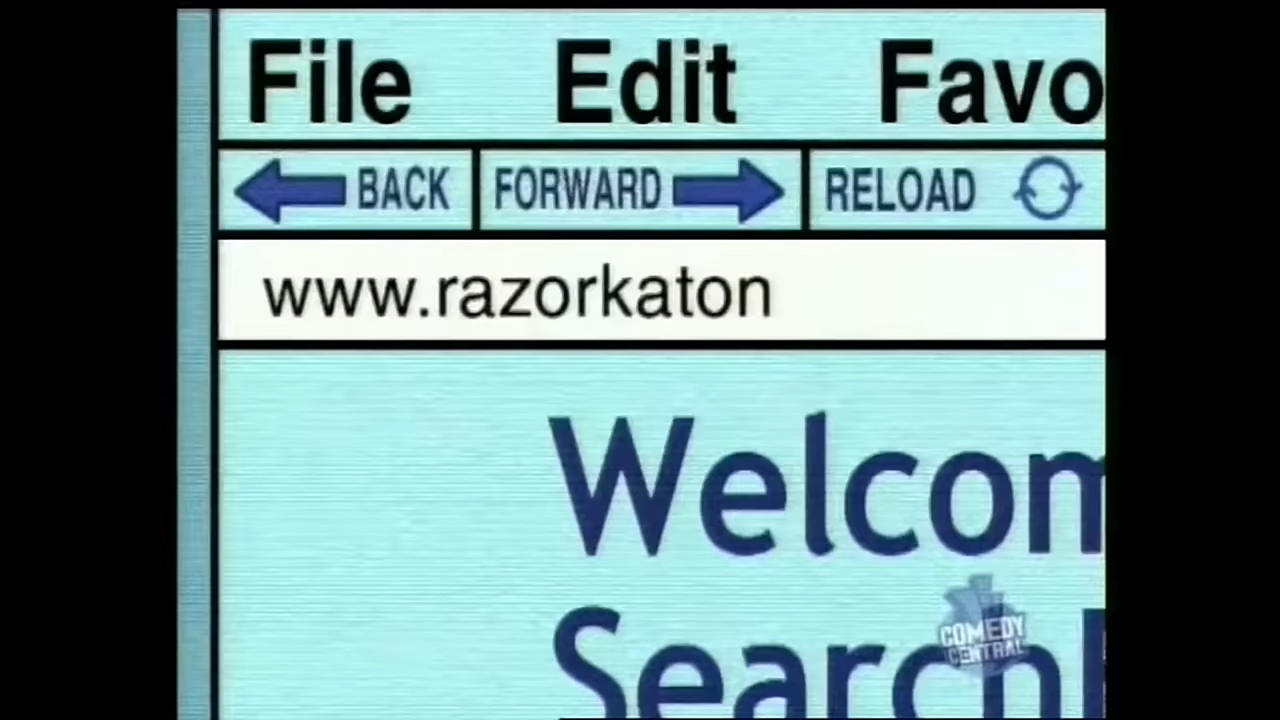 File Edit Favo
BACK FORWARD RELOAD
www.razorkaton
Welcom
Search
COMEDY
CENTRAL